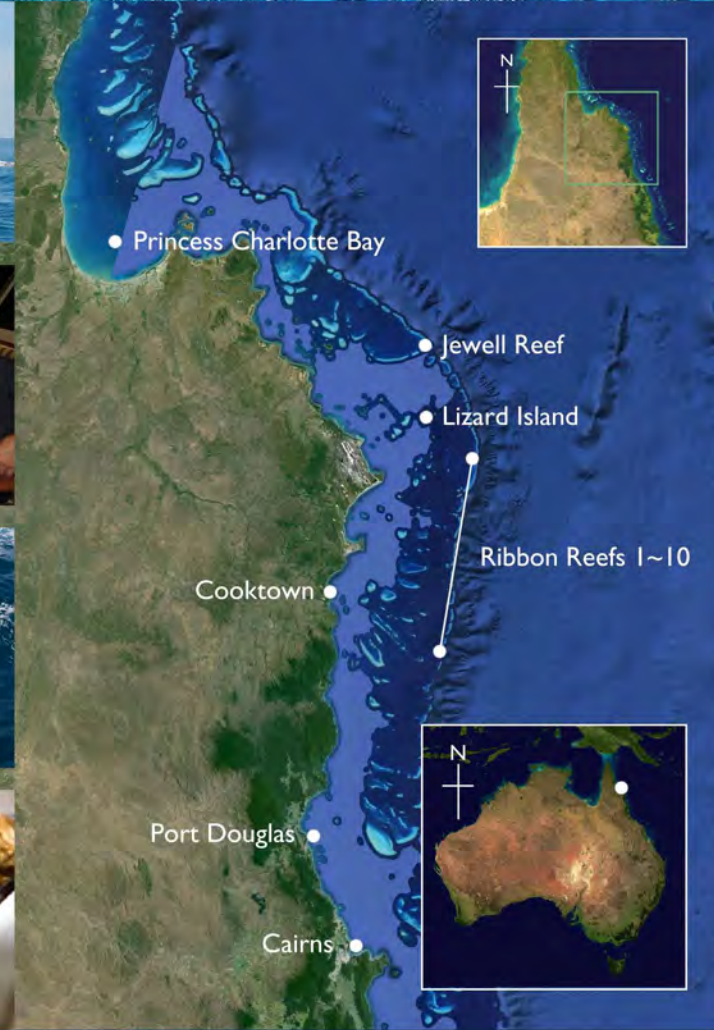 N
Princess Charlotte Bay
Jewell Reef
Lizard Island
Ribbon Reefs 1~10
Cooktown
N
Port Douglas
Cairns